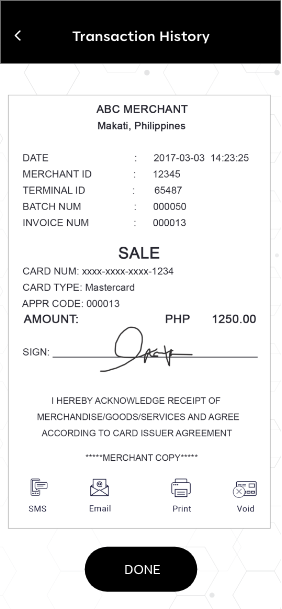 Transaction History
ABC MERCHANT
Makati, Philippines
DATE : 2017-03-03 14:23:25
MERCHANT ID : 12345
TERMINAL ID : 65487
BATCH NUM : 000050
INVOICE NUM : 000013
SALE
CARD NUM: xxxx-xxxx-xxxx-1234
CARD TYPE: Mastercard
APPR CODE: 000013
AMOUNT: PHP 1250.00
SIGN:
I HEREBY ACKNOWLEDGE RECEIPT OF
MERCHANDISE/GOODS/SERVICES AND AGREE
ACCORDING TO CARD ISSUER AGREEMENT
*****MERCHANT COPY*****
SMS Email Print Void
DONE